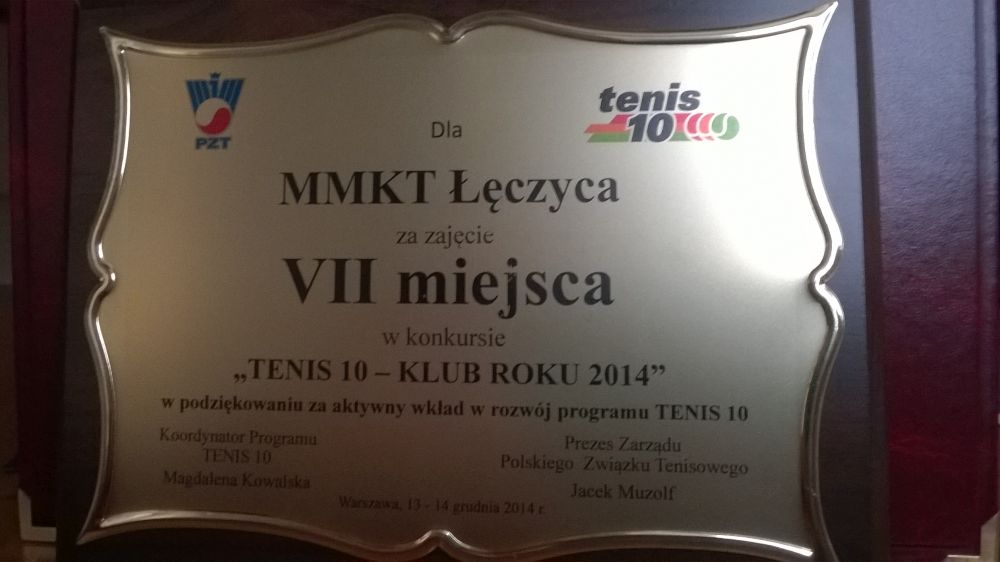 PZT
tenis
10
Dla
MMKT Łęczyca
za zajęcie
VII miejsca
w konkursie
„TENIS 10 – KLUB ROKU 2014”
w podziękowaniu za aktywny wkład w rozwój programu TENIS 10
Koordynator Programu
TENIS 10
Magdalena Kowalska
Prezes Zarządu
Polskiego Związku Tenisowego
Jacek Muzolf
Warszawa, 13 - 14 grudnia 2014 r.